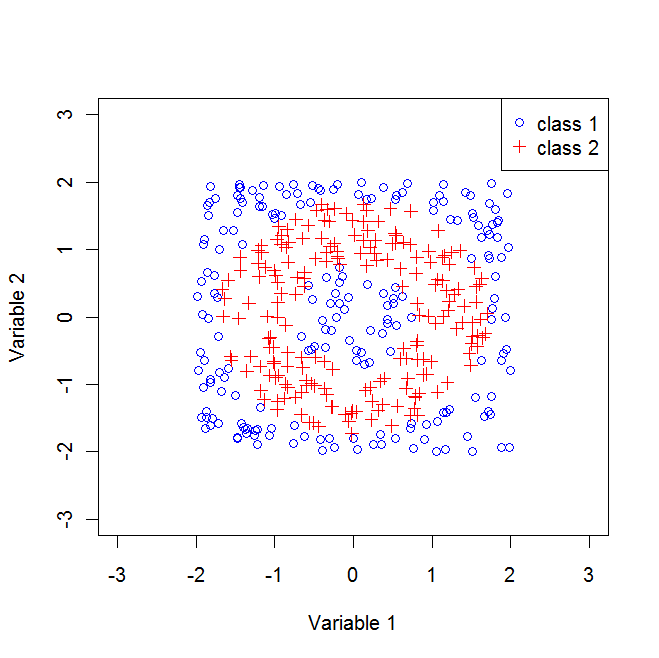 class 1
class 2
3
2
1
0
-1
-2
-3
Variable 2
-3 -2 -1 0 1 2 3
Variable 1